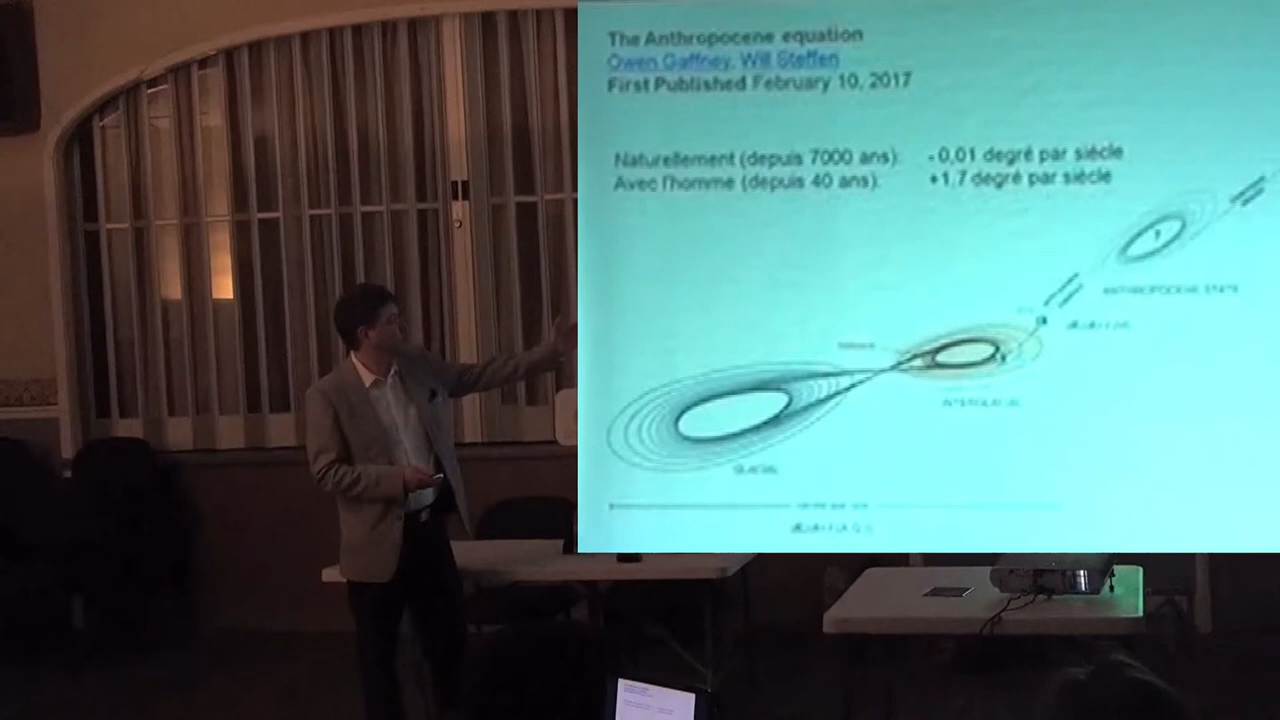 The Anthropocene equation
Owen Gaffney, Will Steffen
First Published February 10, 2017
Naturellement (depuis 7000 ans): - 0,01 degré par siècle
Avec l'homme (depuis 40 ans): +1,7 degré par siècle
ANTHROPOCENE STATE
INTERGLACIAL
GLACIAL